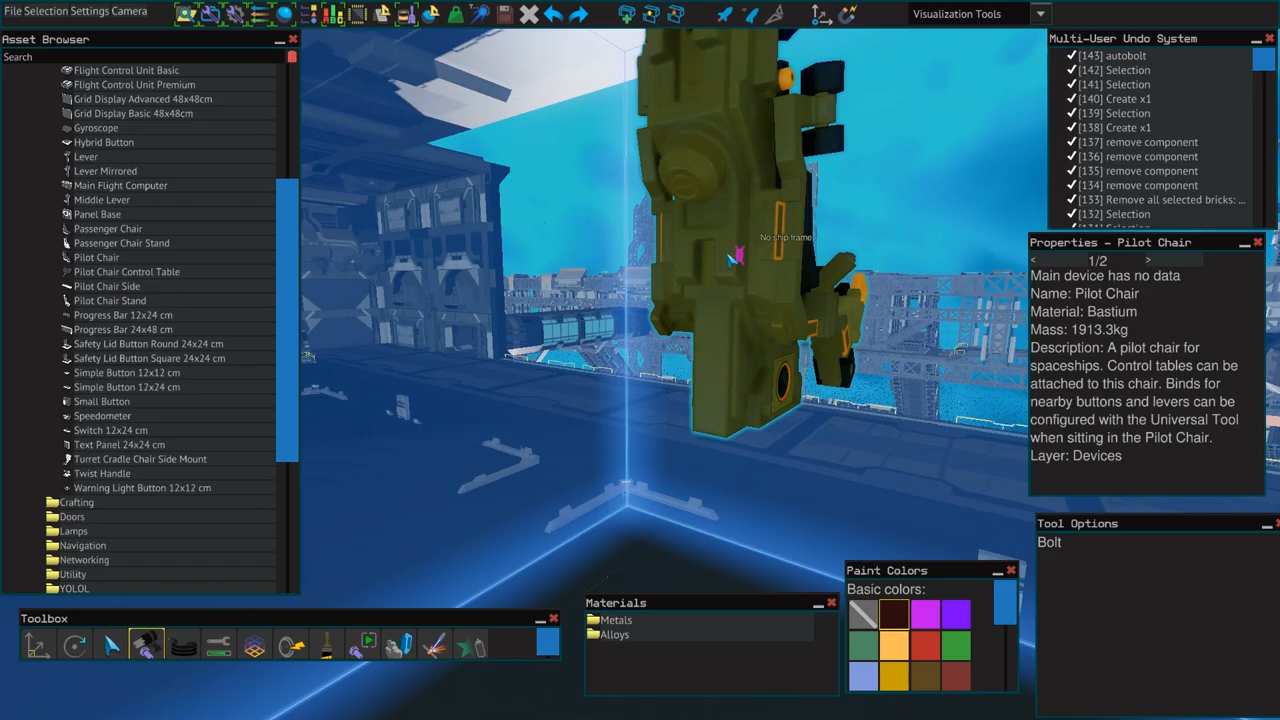 File Selection Settings Camera
Visualization Tools
Asset Browser
Search
Flight Control Unit Basic
Flight Control Unit Premium
Grid Display Advanced 48x48cm
Grid Display Basic 48x48cm
Gyroscope
Hybrid Button
Lever
Lever Mirrored
Main Flight Computer
Middle Lever
Panel Base
Passenger Chair
Passenger Chair Stand
Pilot Chair
Pilot Chair Control Table
Pilot Chair Side
Pilot Chair Stand
Progress Bar 12x24 cm
Progress Bar 24x48 cm
Safety Lid Button Round 24x24 cm
Safety Lid Button Square 24x24 cm
Simple Button 12x12 cm
Simple Button 12x24 cm
Small Button
Speedometer
Switch 12x24 cm
Text Panel 24x24 cm
Turret Cradle Chair Side Mount
Twist Handle
Warning Light Button 12x12 cm
Crafting
Doors
Lamps
Navigation
Networking
Utility
YOLOL
No ship frame
Multi-User Undo System
[143] autobolt
[142] Selection
[141] Selection
[140] Create x1
[139] Selection
[138] Create x1
[137] remove component
[136] remove component
[135] remove component
[134] remove component
[133] Remove all selected bricks: ...
[132] Selection
Properties - Pilot Chair
< 1/2 >
Main device has no data
Name: Pilot Chair
Material: Bastium
Mass: 1913.3kg
Description: A pilot chair for
spaceships. Control tables can be
attached to this chair. Binds for
nearby buttons and levers can be
configured with the Universal Tool
when sitting in the Pilot Chair.
Layer: Devices
Tool Options
Bolt
Paint Colors
Basic colors:
Materials
Metals
Alloys
Toolbox